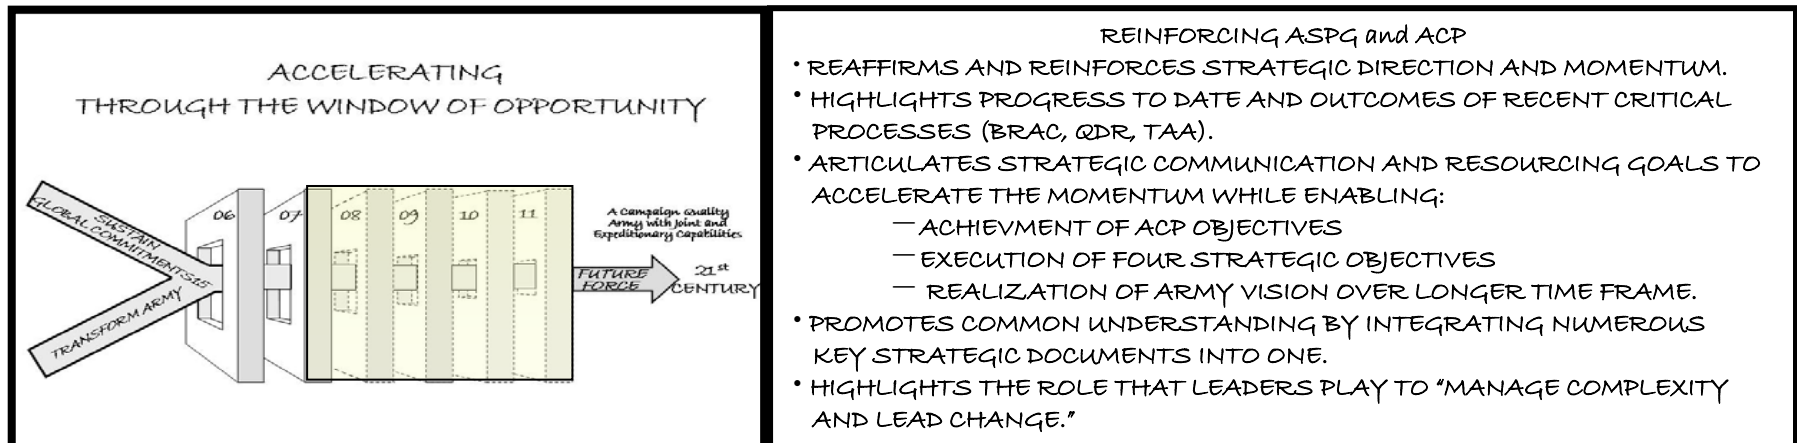 ACCELERATING
THROUGH THE WINDOW OF OPPORTUNITY
SUSTAIN
GLOBAL COMMITMENTS15
TRANSFORM ARMY
06
07
08
09
10
11
A Campaign Quality
Army with Joint and
Expeditionary Capabilities
FUTURE
FORCE
21st
CENTURY
REINFORCING ASPG and ACP
• REAFFIRMS AND REINFORCES STRATEGIC DIRECTION AND MOMENTUM.
• HIGHLIGHTS PROGRESS TO DATE AND OUTCOMES OF RECENT CRITICAL
PROCESSES (BRAC, QDR, TAA).
• ARTICULATES STRATEGIC COMMUNICATION AND RESOURCING GOALS TO
ACCELERATE THE MOMENTUM WHILE ENABLING:
— ACHIEVMENT OF ACP OBJECTIVES
— EXECUTION OF FOUR STRATEGIC OBJECTIVES
— REALIZATION OF ARMY VISION OVER LONGER TIME FRAME.
• PROMOTES COMMON UNDERSTANDING BY INTEGRATING NUMEROUS
KEY STRATEGIC DOCUMENTS INTO ONE.
• HIGHLIGHTS THE ROLE THAT LEADERS PLAY TO “MANAGE COMPLEXITY
AND LEAD CHANGE.”